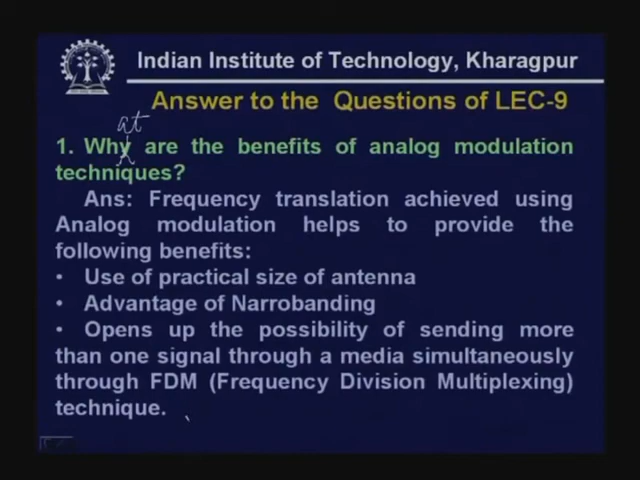 Indian Institute of Technology, Kharagpur
Answer to the Questions of LEC-9
at
1. Why are the benefits of analog modulation
techniques?
Ans: Frequency translation achieved using
Analog modulation helps to provide the
following benefits:
• Use of practical size of antenna
• Advantage of Narrobanding
• Opens up the possibility of sending more
than one signal through a media simultaneously
through FDM (Frequency Division Multiplexing)
technique.